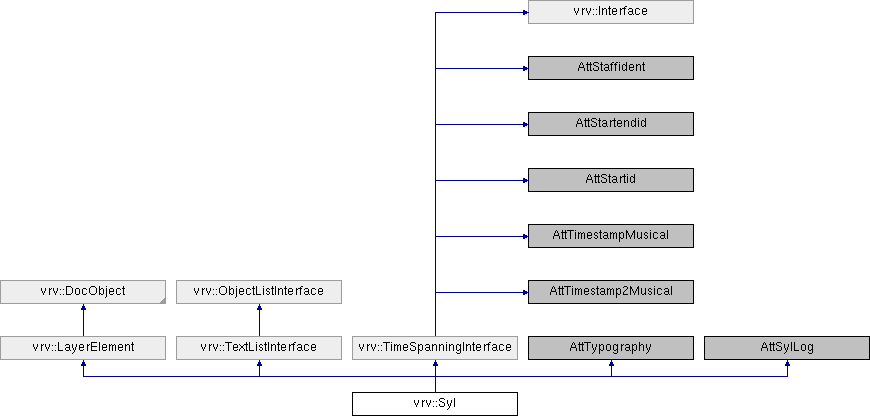 vrv::Interface
AttStaffident
AttStartendid
AttStartid
AttTimestampMusical
vrv::DocObject
vrv::ObjectListInterface
AttTimestamp2Musical
vrv::LayerElement
vrv::TextListInterface
vrv::TimeSpanningInterface
AttTypography
AttSylLog
vrv::Syl